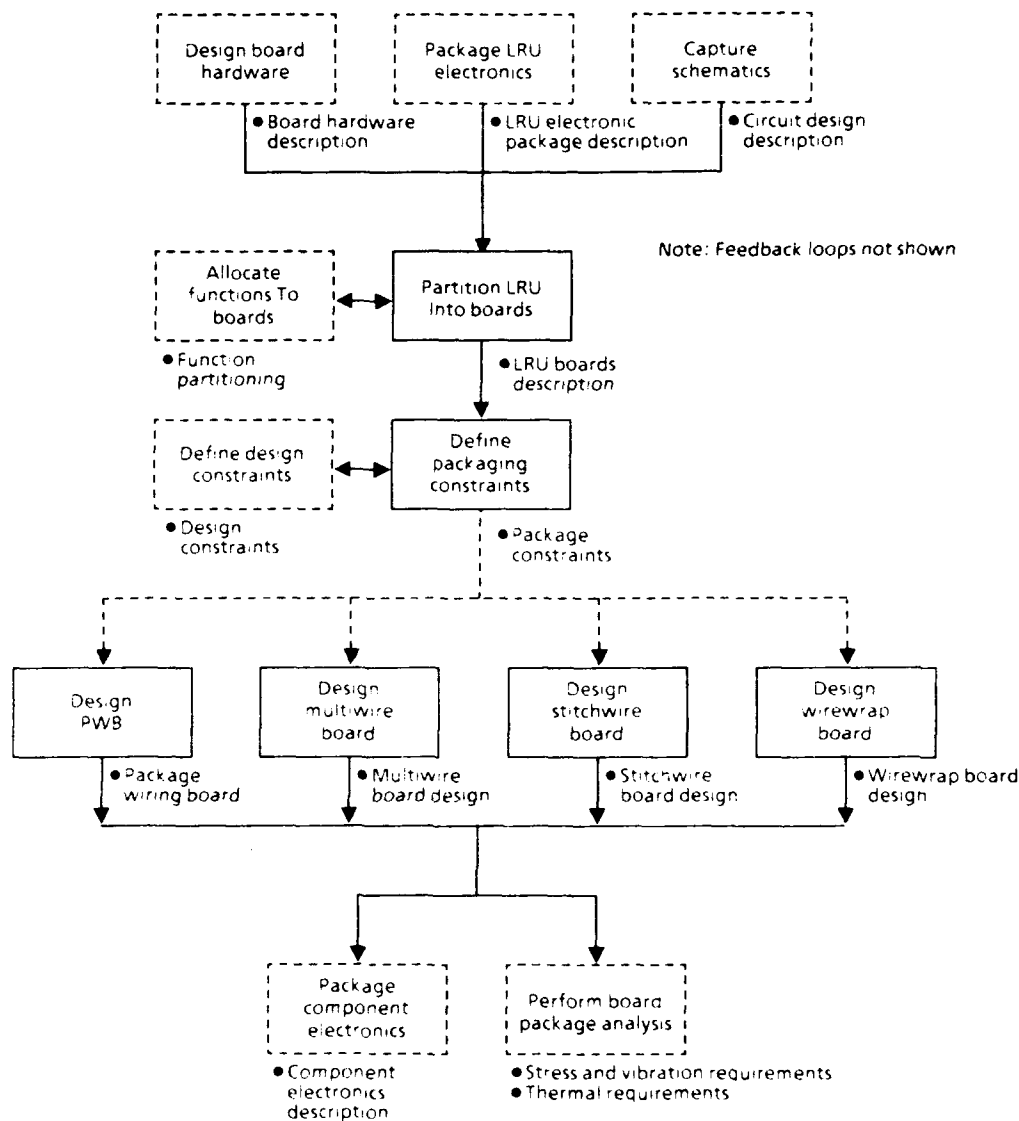 Design board
hardware
Package LRU
electronics
Capture
schematics
● Board hardware
description
● LRU electronic
package description
● Circuit design
description
Note: Feedback loops not shown
Allocate
functions To
boards
Partition LRU
Into boards
● Function
partitioning
● LRU boards
description
Define design
constraints
Define
packaging
constraints
● Design
constraints
● Package
constraints
Design
PWB
Design
multiwire
board
Design
stitchwire
board
Design
wirewrap
board
● Package
wiring board
● Multiwire
board design
● Stitchwire
board design
● Wirewrap board
design
Package
component
electronics
Perform board
package analysis
● Component
electronics
description
● Stress and vibration requirements
● Thermal requirements